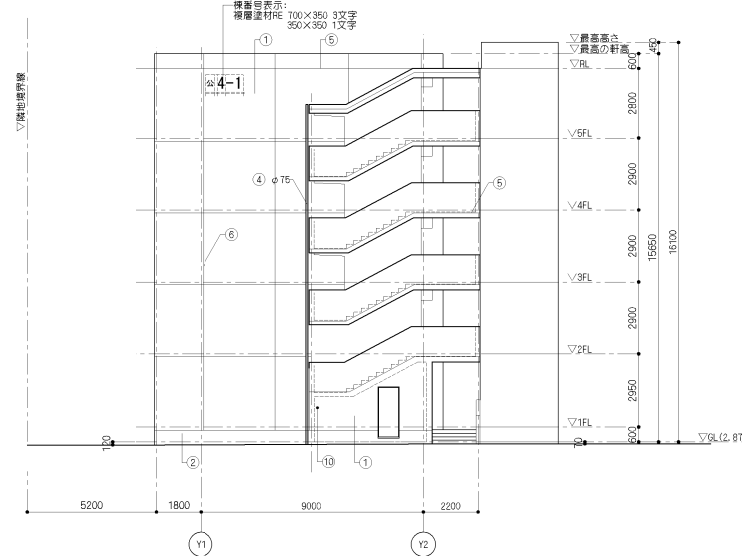 棟番号表示:
複層塗材RE 700×350 3文字
350×350 1文字
① ⑤
公 4-1
▽隣地境界線
▽最高高さ
▽最高の軒高
▽RL
▽5FL
▽4FL
▽3FL
▽2FL
▽1FL
④ φ75
⑤
⑥
② ⑩ ①
450
600
2800
2900
2900
2900
2950
600
15650
16100
120
70
▽GL(2.87
5200 1800 9000 2200
Y1 Y2